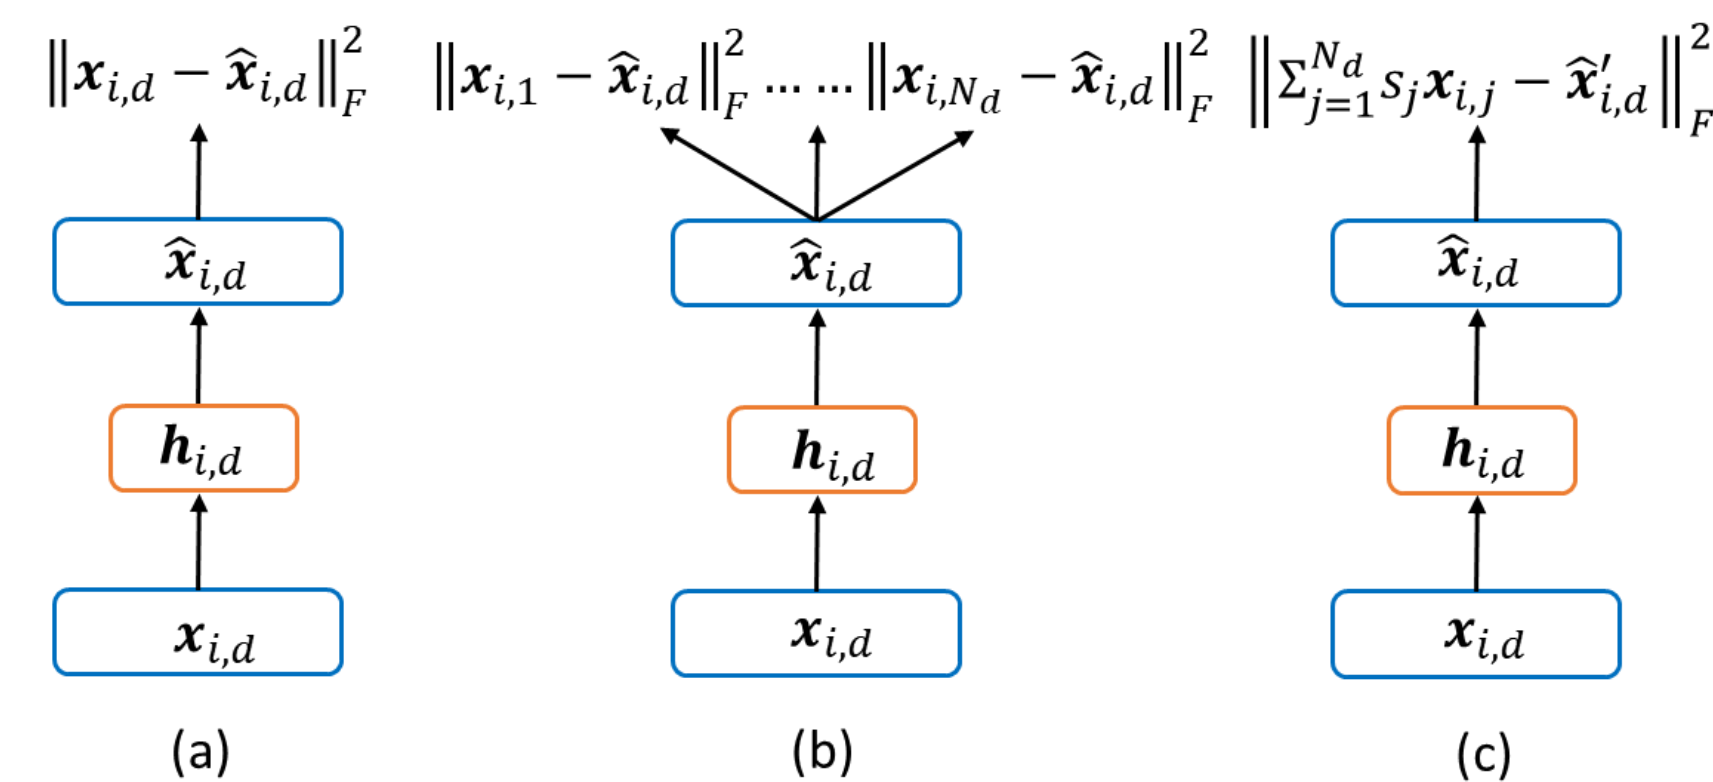 ‖x_{i,d} − x̂_{i,d}‖_F^2
‖x_{i,1} − x̂_{i,d}‖_F^2 … … ‖x_{i,N_d} − x̂_{i,d}‖_F^2
‖Σ_{j=1}^{N_d} s_j x_{i,j} − x̂′_{i,d}‖_F^2
x̂_{i,d}
x̂_{i,d}
x̂_{i,d}
h_{i,d}
h_{i,d}
h_{i,d}
x_{i,d}
x_{i,d}
x_{i,d}
(a)
(b)
(c)